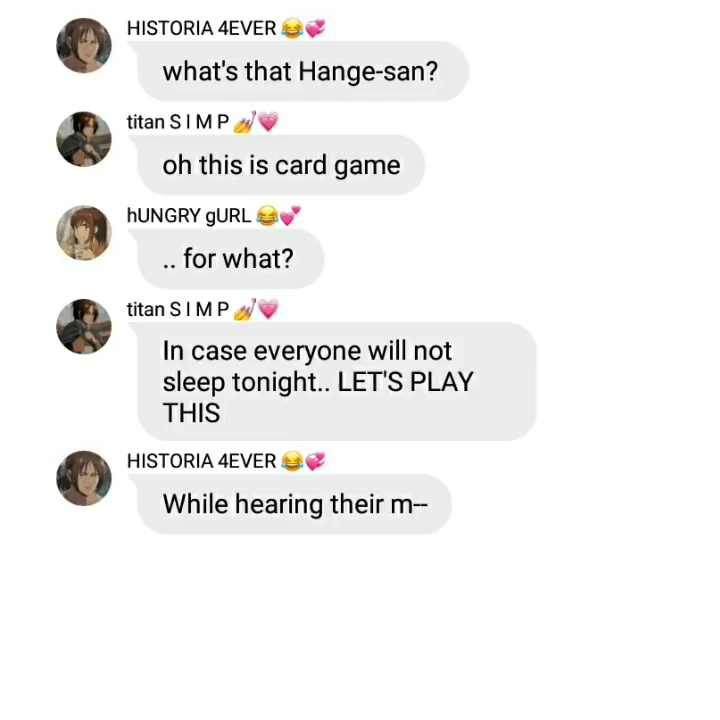 HISTORIA 4EVER 😂💞
what's that Hange-san?
titan S I M P 💅💗
oh this is card game
hUNGRY gURL 😂💕
.. for what?
titan S I M P 💅💗
In case everyone will not
sleep tonight.. LET'S PLAY
THIS
HISTORIA 4EVER 😂💞
While hearing their m--